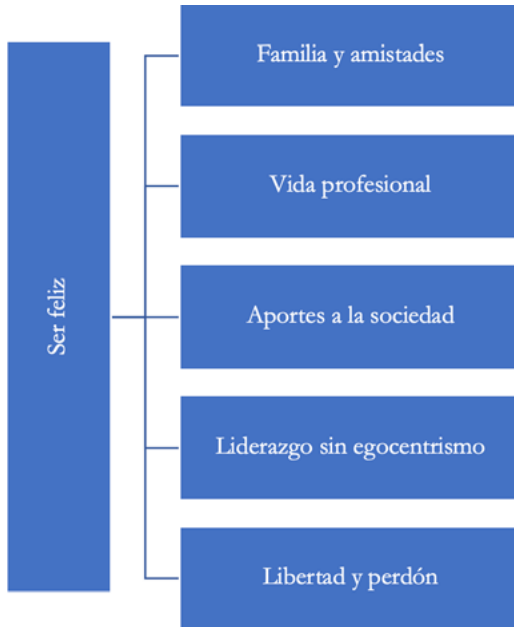 Ser feliz
Familia y amistades
Vida profesional
Aportes a la sociedad
Liderazgo sin egocentrismo
Libertad y perdón